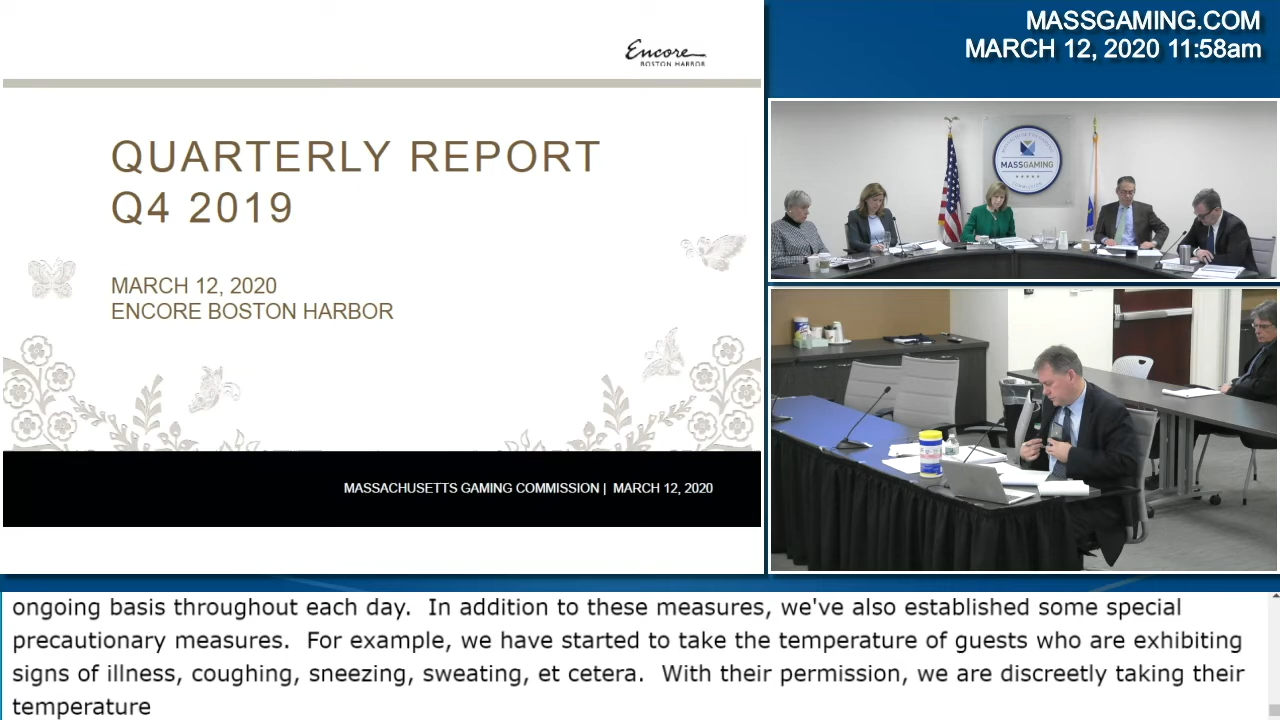 Encore
BOSTON HARBOR
QUARTERLY REPORT
Q4 2019
MARCH 12, 2020
ENCORE BOSTON HARBOR
MASSACHUSETTS GAMING COMMISSION | MARCH 12, 2020
MASSGAMING.COM
MARCH 12, 2020 11:58am
MASSGAMING
ongoing basis throughout each day.  In addition to these measures, we've also established some special
precautionary measures.  For example, we have started to take the temperature of guests who are exhibiting
signs of illness, coughing, sneezing, sweating, et cetera.  With their permission, we are discreetly taking their
temperature